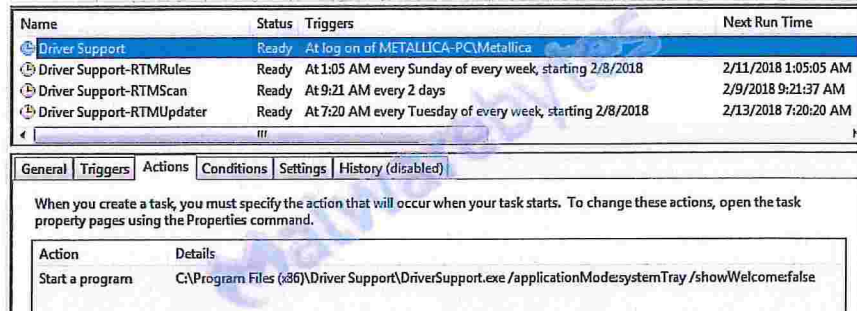 Name Status Triggers Next Run Time
Driver Support Ready At log on of METALLICA-PC\Metallica
Driver Support-RTMRules Ready At 1:05 AM every Sunday of every week, starting 2/8/2018 2/11/2018 1:05:05 AM
Driver Support-RTMScan Ready At 9:21 AM every 2 days 2/9/2018 9:21:37 AM
Driver Support-RTMUpdater Ready At 7:20 AM every Tuesday of every week, starting 2/8/2018 2/13/2018 7:20:20 AM
General Triggers Actions Conditions Settings History (disabled)
When you create a task, you must specify the action that will occur when your task starts. To change these actions, open the task
property pages using the Properties command.
Action Details
Start a program C:\Program Files (x86)\Driver Support\DriverSupport.exe /applicationMode:systemTray /showWelcome:false
Malwarebytes